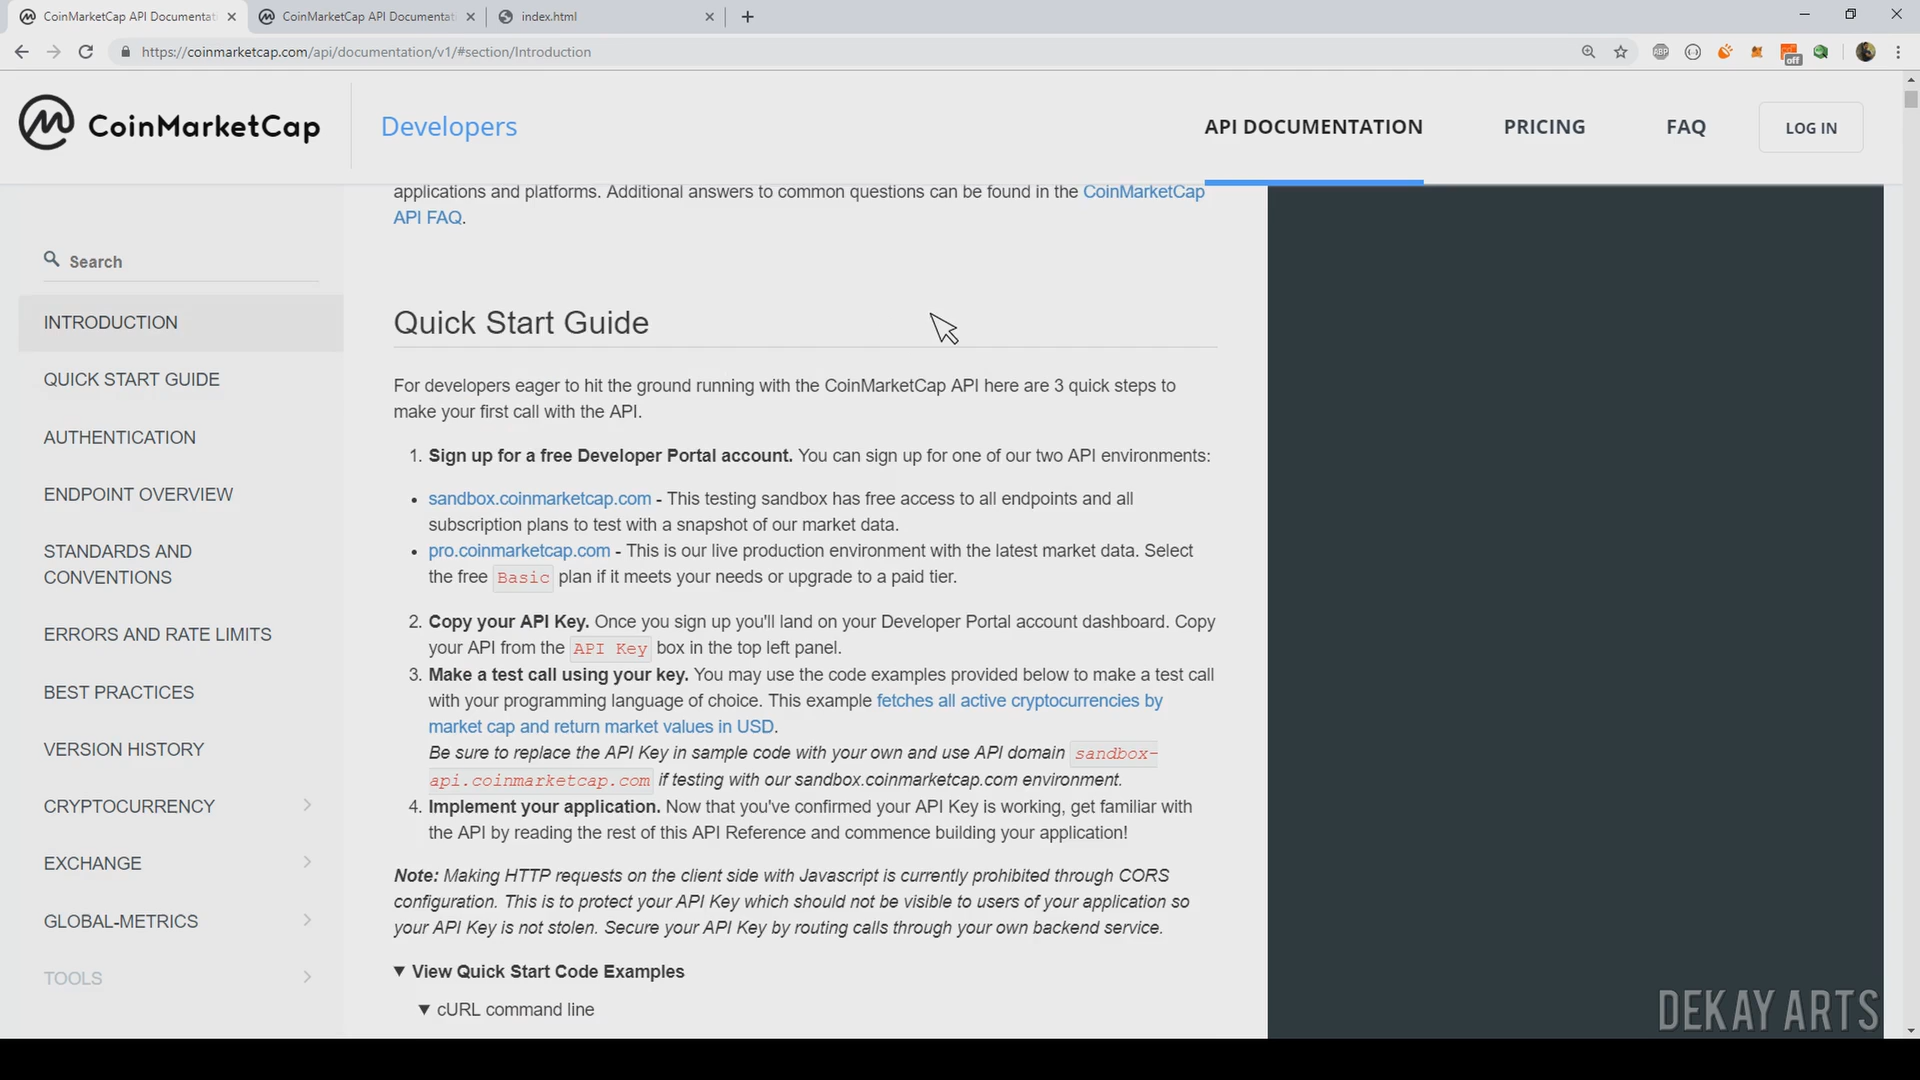 CoinMarketCap API Documentat
CoinMarketCap API Documentat
index.html
https://coinmarketcap.com/api/documentation/v1/#section/Introduction
ABP
off
CoinMarketCap
Developers
API DOCUMENTATION
PRICING
FAQ
LOG IN
Search
INTRODUCTION
QUICK START GUIDE
AUTHENTICATION
ENDPOINT OVERVIEW
STANDARDS AND
CONVENTIONS
ERRORS AND RATE LIMITS
BEST PRACTICES
VERSION HISTORY
CRYPTOCURRENCY
EXCHANGE
GLOBAL-METRICS
TOOLS
applications and platforms. Additional answers to common questions can be found in the CoinMarketCap
API FAQ.
Quick Start Guide
For developers eager to hit the ground running with the CoinMarketCap API here are 3 quick steps to
make your first call with the API.
1. Sign up for a free Developer Portal account. You can sign up for one of our two API environments:
• sandbox.coinmarketcap.com - This testing sandbox has free access to all endpoints and all
subscription plans to test with a snapshot of our market data.
• pro.coinmarketcap.com - This is our live production environment with the latest market data. Select
the free Basic plan if it meets your needs or upgrade to a paid tier.
2. Copy your API Key. Once you sign up you'll land on your Developer Portal account dashboard. Copy
your API from the API Key box in the top left panel.
3. Make a test call using your key. You may use the code examples provided below to make a test call
with your programming language of choice. This example fetches all active cryptocurrencies by
market cap and return market values in USD.
Be sure to replace the API Key in sample code with your own and use API domain sandbox-
api.coinmarketcap.com if testing with our sandbox.coinmarketcap.com environment.
4. Implement your application. Now that you've confirmed your API Key is working, get familiar with
the API by reading the rest of this API Reference and commence building your application!
Note: Making HTTP requests on the client side with Javascript is currently prohibited through CORS
configuration. This is to protect your API Key which should not be visible to users of your application so
your API Key is not stolen. Secure your API Key by routing calls through your own backend service.
▼ View Quick Start Code Examples
▼ cURL command line
DEKAY ARTS